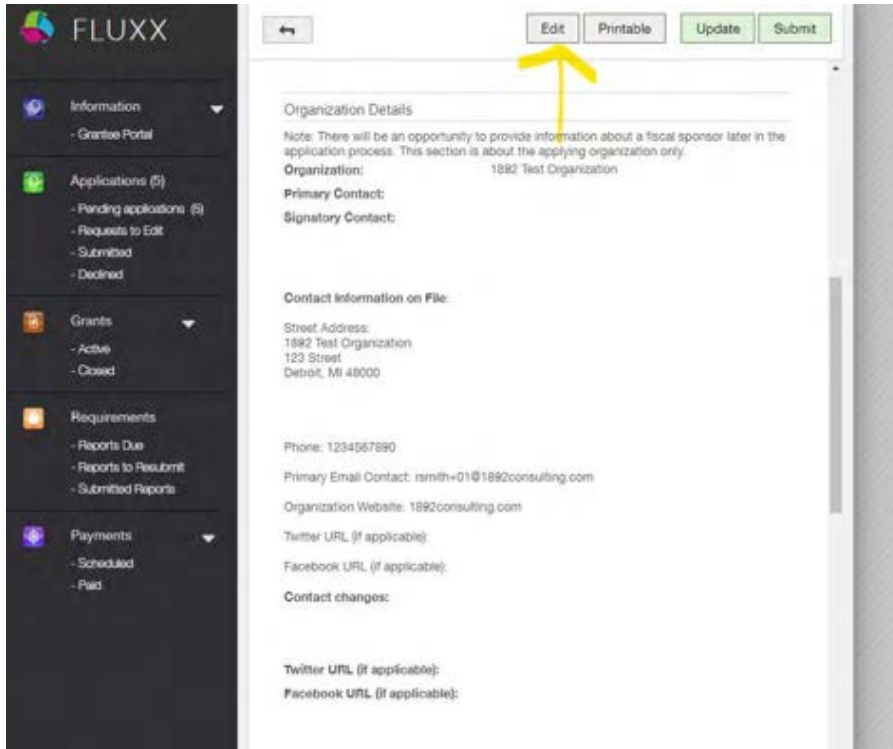 FLUXX
Information
- Grantee Portal
Applications (5)
- Pending applications (5)
- Requests to Edit
- Submitted
- Declined
Grants
- Active
- Closed
Requirements
- Reports Due
- Reports to Resubmit
- Submitted Reports
Payments
- Scheduled
- Paid
Edit
Printable
Update
Submit
Organization Details
Note: There will be an opportunity to provide information about a fiscal sponsor later in the
application process. This section is about the applying organization only.
Organization: 1892 Test Organization
Primary Contact:
Signatory Contact:
Contact Information on File:
Street Address:
1892 Test Organization
123 Street
Detroit, MI 48000
Phone: 1234567890
Primary Email Contact: rsmith+01@1892consulting.com
Organization Website: 1892consulting.com
Twitter URL (if applicable):
Facebook URL (if applicable):
Contact changes:
Twitter URL (if applicable):
Facebook URL (if applicable):